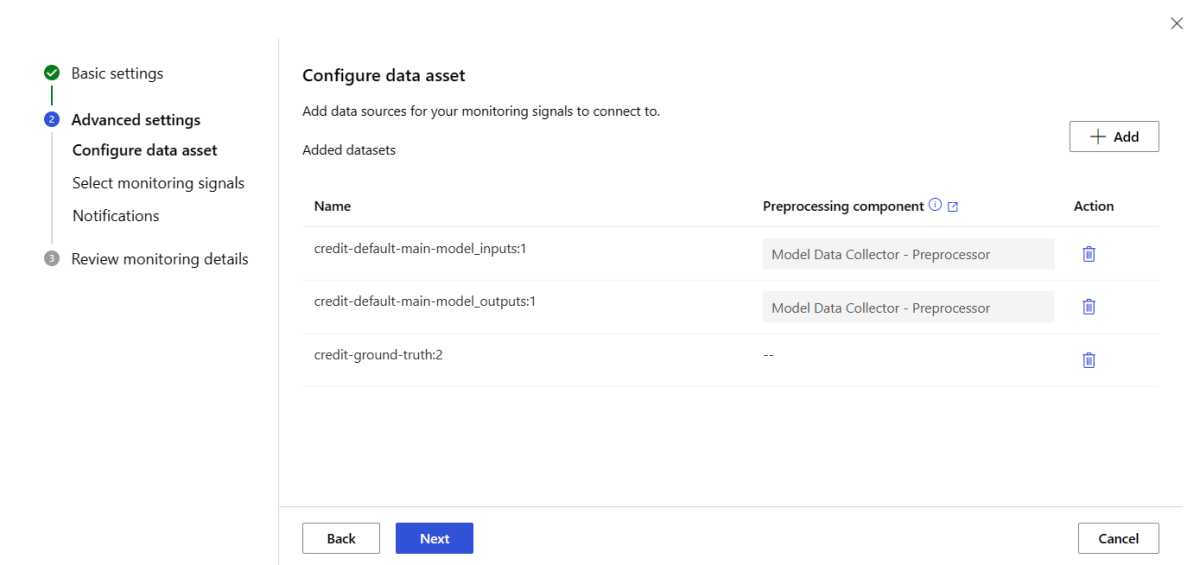 Basic settings
2 Advanced settings
Configure data asset
Select monitoring signals
Notifications
3 Review monitoring details
Configure data asset
Add data sources for your monitoring signals to connect to.
+ Add
Added datasets
Name Preprocessing component Action
credit-default-main-model_inputs:1 Model Data Collector - Preprocessor
credit-default-main-model_outputs:1 Model Data Collector - Preprocessor
credit-ground-truth:2 --
Back Next Cancel